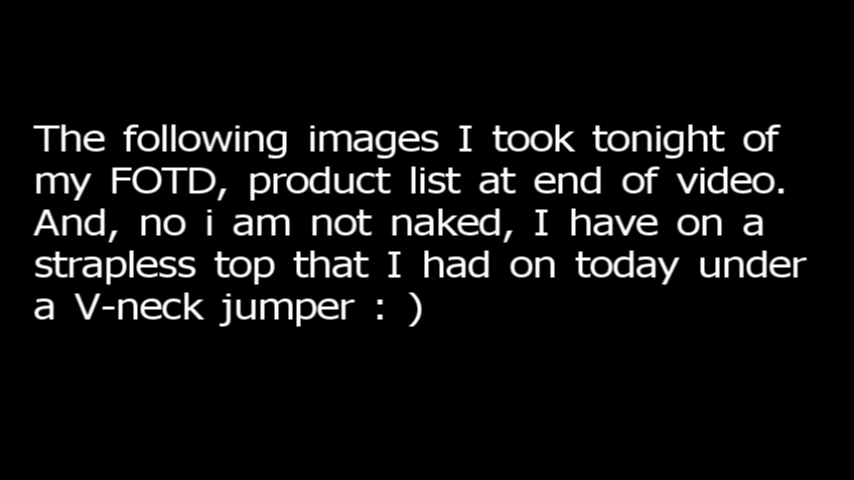 The following images I took tonight of
my FOTD, product list at end of video.
And, no i am not naked, I have on a
strapless top that I had on today under
a V-neck jumper : )